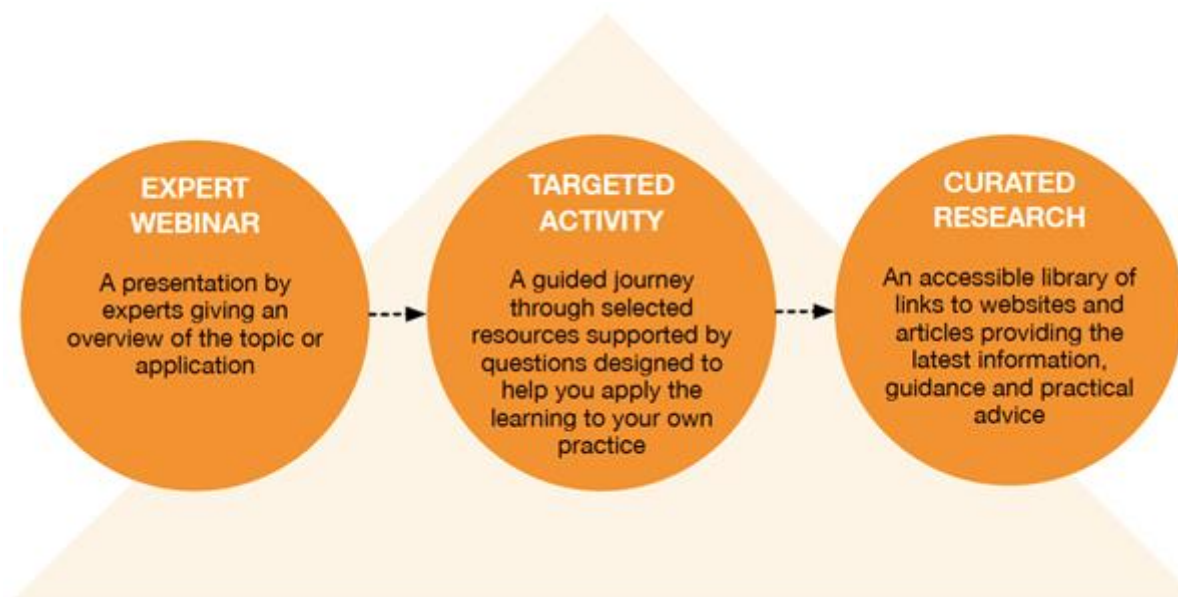 EXPERT
WEBINAR
A presentation by
experts giving an
overview of the topic or
application
TARGETED
ACTIVITY
A guided journey
through selected
resources supported by
questions designed to
help you apply the
learning to your own
practice
CURATED
RESEARCH
An accessible library of
links to websites and
articles providing the
latest information,
guidance and practical
advice